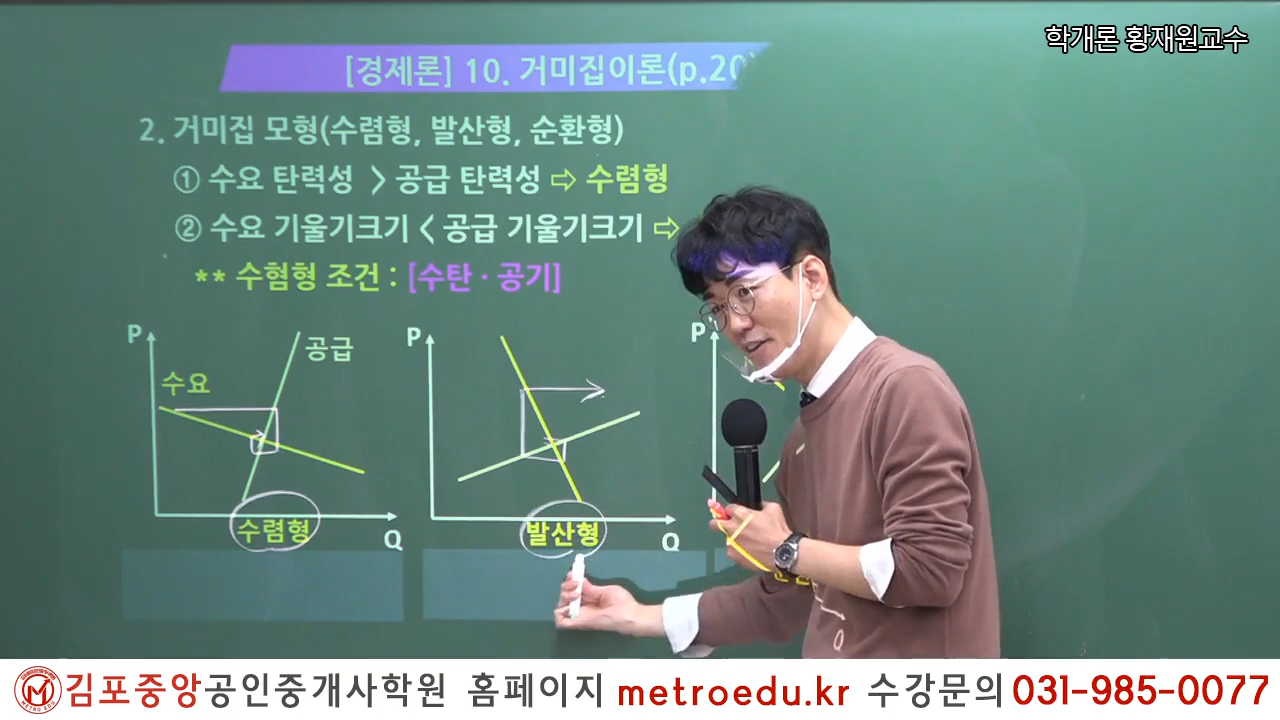 학개론 황재원교수
[경제론] 10. 거미집이론(p.20
2. 거미집 모형(수렴형, 발산형, 순환형)
① 수요 탄력성 > 공급 탄력성 ⇨ 수렴형
② 수요 기울기크기 < 공급 기울기크기 ⇨
** 수혐형 조건 : [수탄 · 공기]
P 공급 수요 수렴형 Q
P 발산형 Q
P
Q
김포중앙공인중개사학원 홈페이지 metroedu.kr 수강문의 031-985-0077